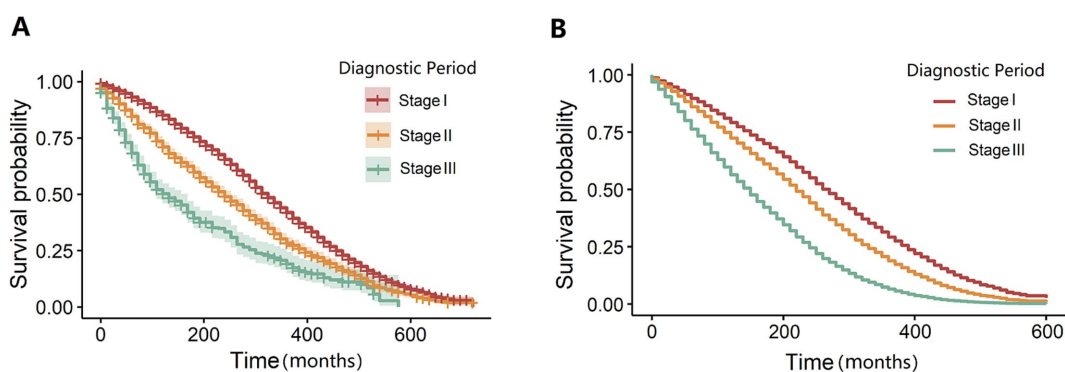 A
Diagnostic Period
Stage I
Stage II
Stage III
Survival probability
1.00
0.75
0.50
0.25
0.00
0
200
400
600
Time (months)
B
Diagnostic Period
Stage I
Stage II
Stage III
Survival probability
1.00
0.75
0.50
0.25
0.00
0
200
400
600
Time (months)